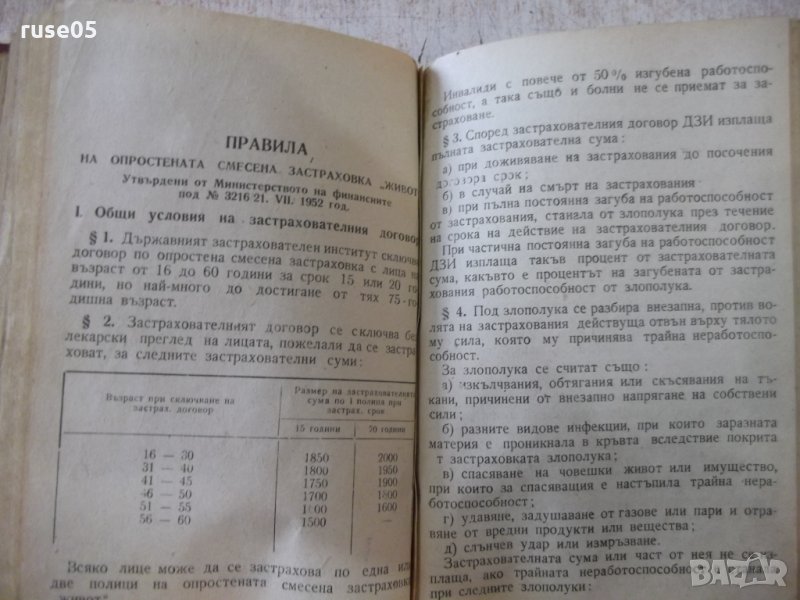 ruse05
ПРАВИЛА
НА ОПРОСТЕНАТА СМЕСЕНА ЗАСТРАХОВКА „ЖИВОТ
Утвърдени от Министерството на финансиите
под № 3216 21. VII. 1952 год.
I. Общи условия на застрахователния договор
§ 1. Държавният застрахователен институт сключва
договор по опростена смесена застраховка с лица на
възраст от 16 до 60 години за срок 15 или 20 го-
дини, но най-много до достигане от тях 75-го-
дишна възраст.
§ 2. Застрахователният договор се сключва бе
лекарски преглед на лицата, пожелали да се застра
ховат, за следните застрахователни суми:
Възраст при сключване на застрах. договор
Размер на застрахователната
сума по 1 полица при
застрах. срок
15 години 70 години
16 — 30 1850 2000
31 — 40 1800 1950
41 — 45 1750 1900
46 — 50 1700 1800
51 — 55 1600 1600
56 — 60 1500 —
Всяко лице може да се застрахова по една или
две полици на опростената смесена застраховка
„живот".
Инвалиди с повече от 50% изгубена работоспо-
собност, а така също и болни не се приемат за за-
страховане.
§ 3. Според застрахователния договор ДЗИ изплаща
пълната застрахователна сума:
а) при доживяване на застрахования до посочения
договора срок;
б) в случай на смърт на застрахования:
в) при пълна постоянна загуба на работоспособност
от застрахования, станала от злополука през течение
на срока на действие на застрахователния договор.
При частична постоянна загуба на работоспособност
ДЗИ изплаща такъв процент от застрахователната
сума, какъвто е процентът на загубената от застра-
хования работоспособност от злополука.
§ 4. Под злополука се разбира внезапна, против во-
лята на застрахования действуща отвън върху тялото
му сила, която му причинява трайна неработоспо-
собност.
За злополука се считат също:
а) изкълчвания, обтягания или скъсявания на тъ-
кани, причинени от внезапно напрягане на собствени
сили;
б) разните видове инфекции, при които заразната
материя е проникнала в кръвта вследствие покрита
от застраховката злополука;
в) спасяване на човешки живот или имущество,
при които за спасяващия е настъпила трайна нера-
ботоспособност;
г) удавяне, задушаване от газове или пари и отра-
вяне от вредни продукти или вещества;
д) слънчев удар или измръзване.
Застрахователната сума или част от нея не се из-
плаща, ако трайната неработоспособност е станала
при следните злополуки:
bazar